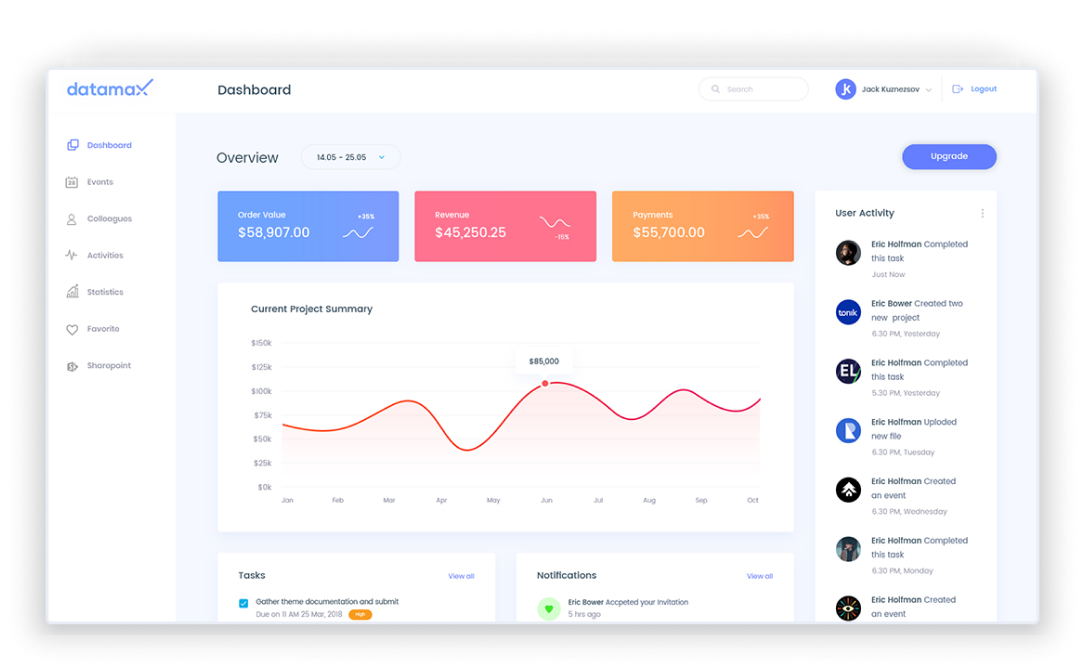 datamax
Dashboard
Search
jk
Jack Kuznezsov
Logout
Dashboard
Events
Colleagues
Activities
Statistics
Favorito
Sharopoint
Overview
14.05 - 25.05
Upgrade
Order Value
+35%
$58,907.00
Revenue
$45,250.25
-15%
Payments
+35%
$55,700.00
Current Project Summary
$150k
$125k
$100k
$75k
$50k
$25k
$0k
$85,000
Jan Feb Mar Apr May Jun Jul Aug Sep Oct
User Activity
Eric Holfman Completed
this task
Just Now
tonik
Eric Bower Created two
new project
6.30 PM, Yesterday
EL
Eric Holfman Completed
this task
5.30 PM, Yesterday
Eric Holfman Uploded
new file
6.30 PM, Tuesday
Eric Holfman Created
an event
6.30 PM, Wednesday
Eric Holfman Completed
this task
6.30 PM, Monday
Eric Holfman Created
an event
Tasks
View all
Gather theme documentation and submit
Due on 11 AM 25 Mar, 2018
High
Notifications
View all
Eric Bower Accpeted your Invitation
5 hrs ago